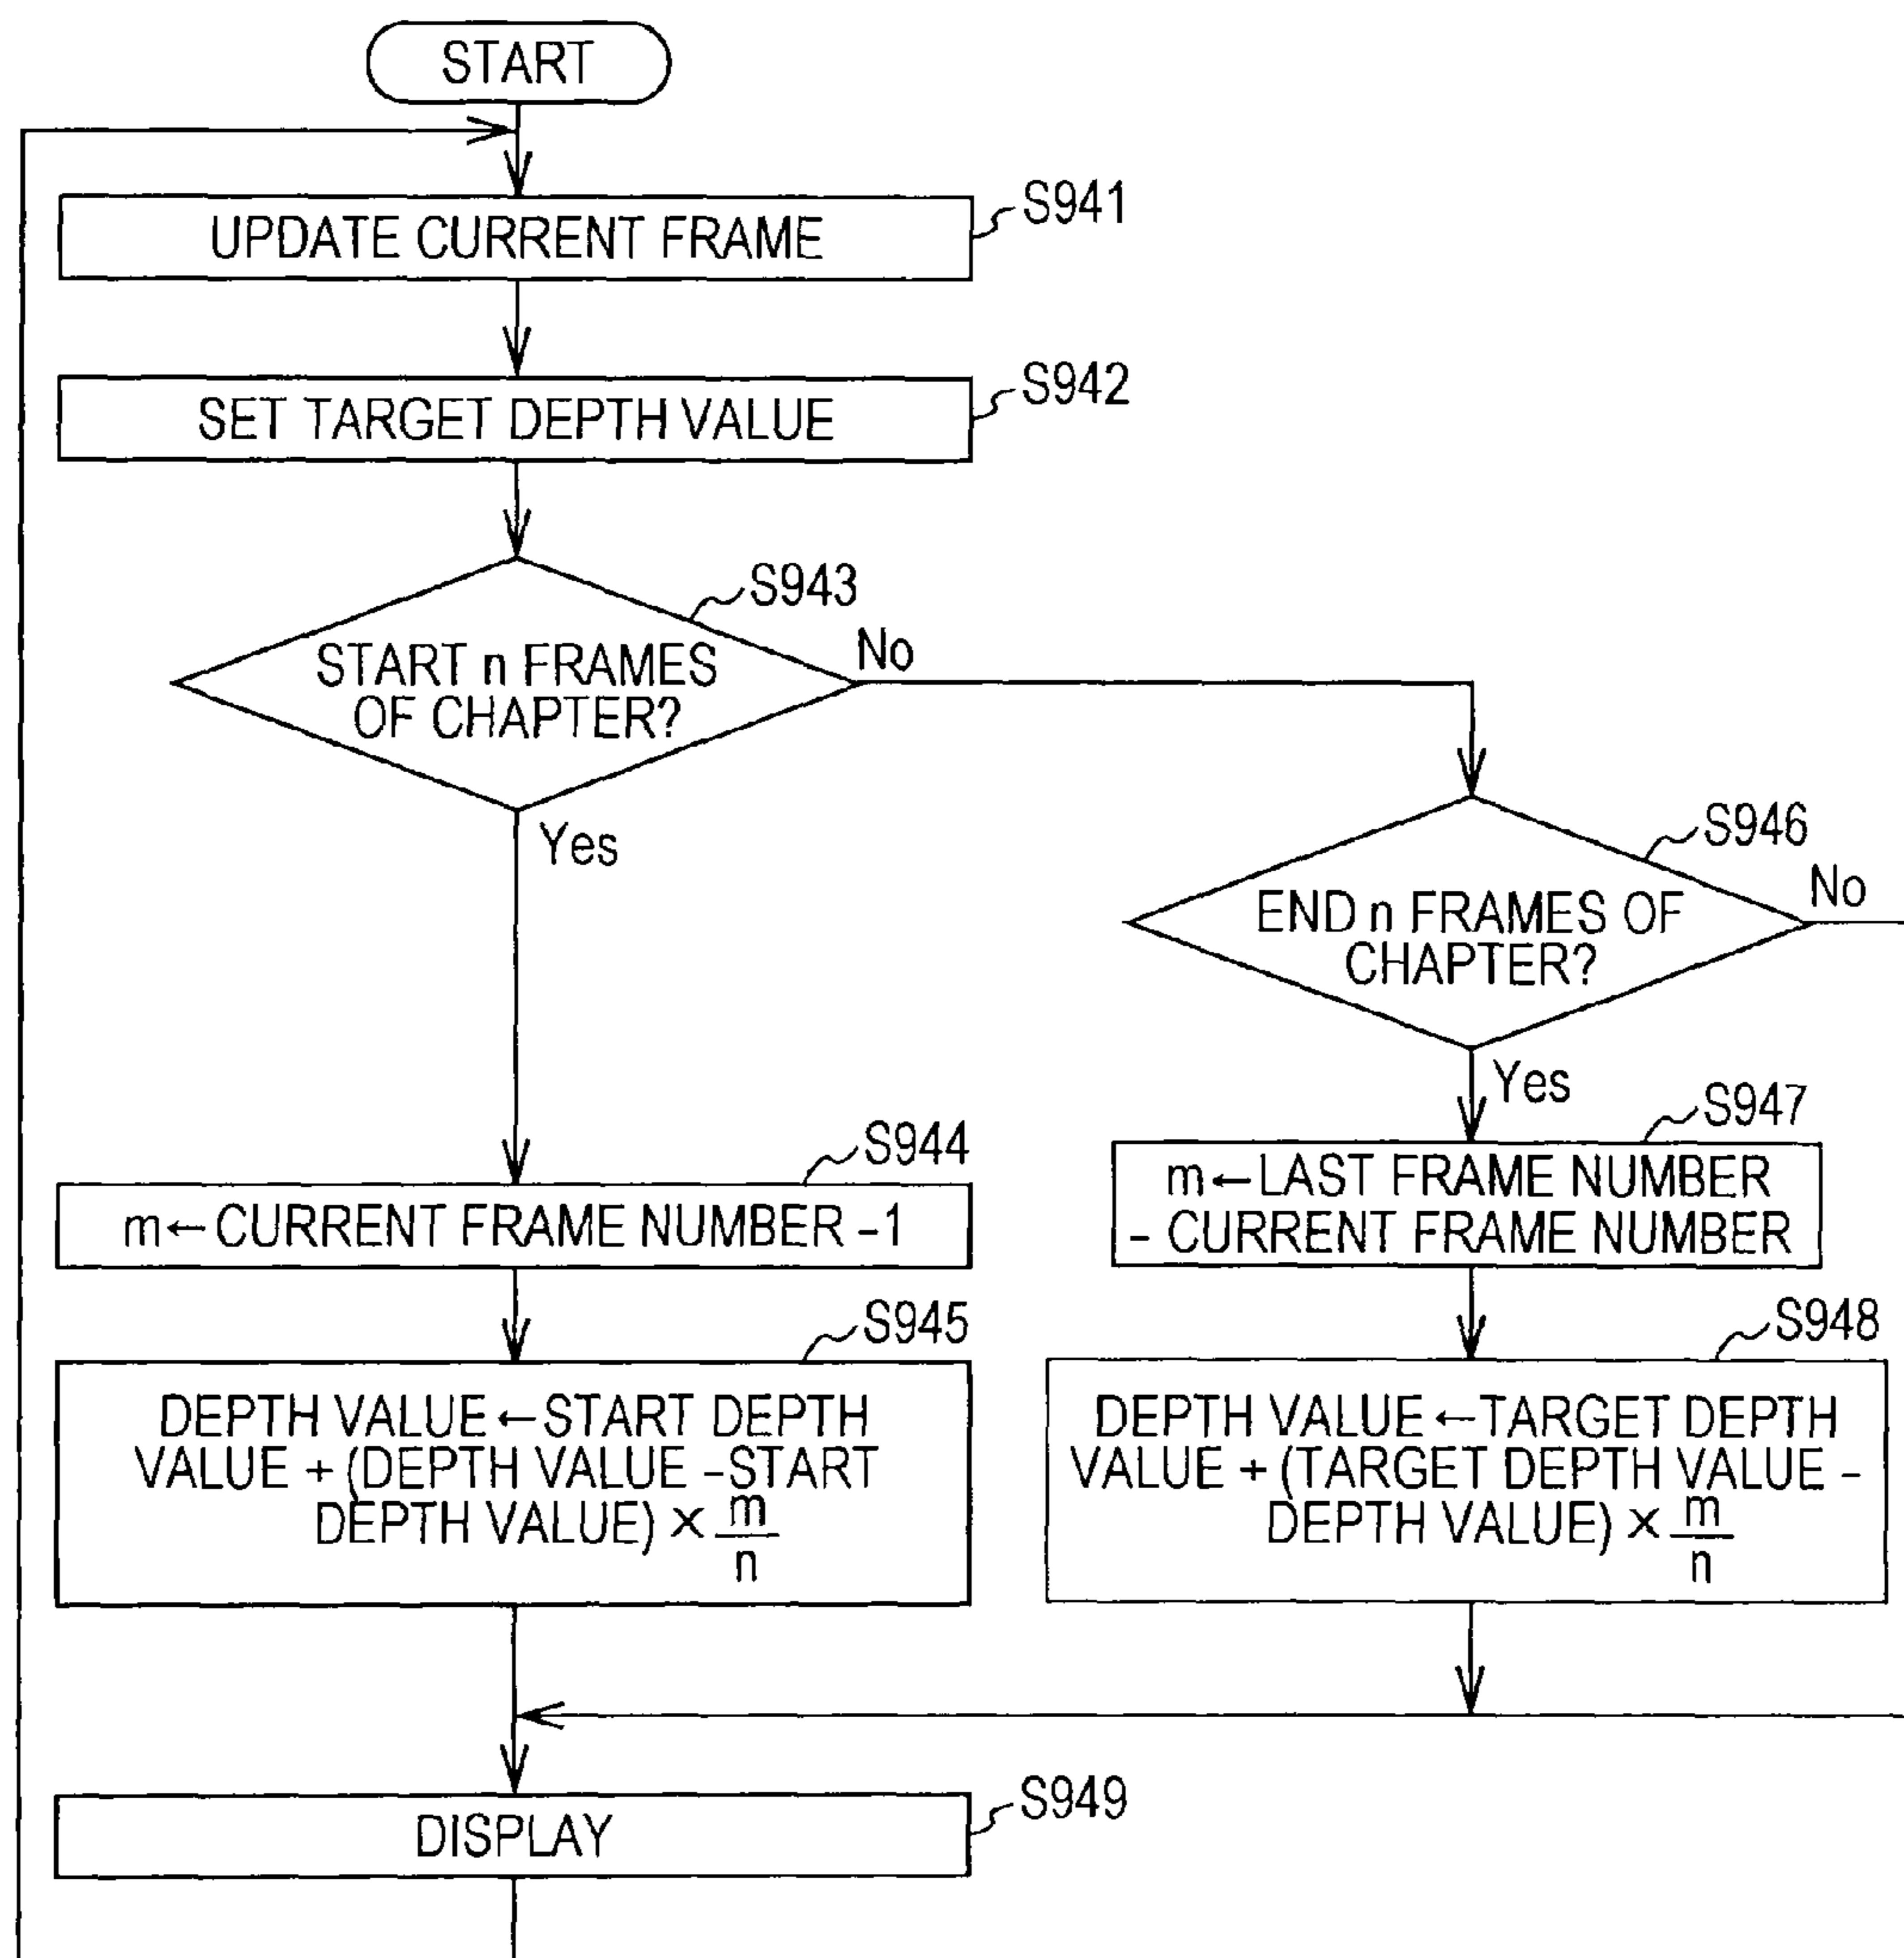 START
UPDATE CURRENT FRAME
S941
SET TARGET DEPTH VALUE
S942
S943
START n FRAMES
OF CHAPTER?
No
Yes
S946
END n FRAMES OF
CHAPTER?
No
Yes
S944
m←CURRENT FRAME NUMBER -1
S947
m←LAST FRAME NUMBER
- CURRENT FRAME NUMBER
S945
DEPTH VALUE←START DEPTH
VALUE + (DEPTH VALUE -START
DEPTH VALUE) × m/n
S948
DEPTH VALUE←TARGET DEPTH
VALUE + (TARGET DEPTH VALUE -
DEPTH VALUE) × m/n
DISPLAY
S949